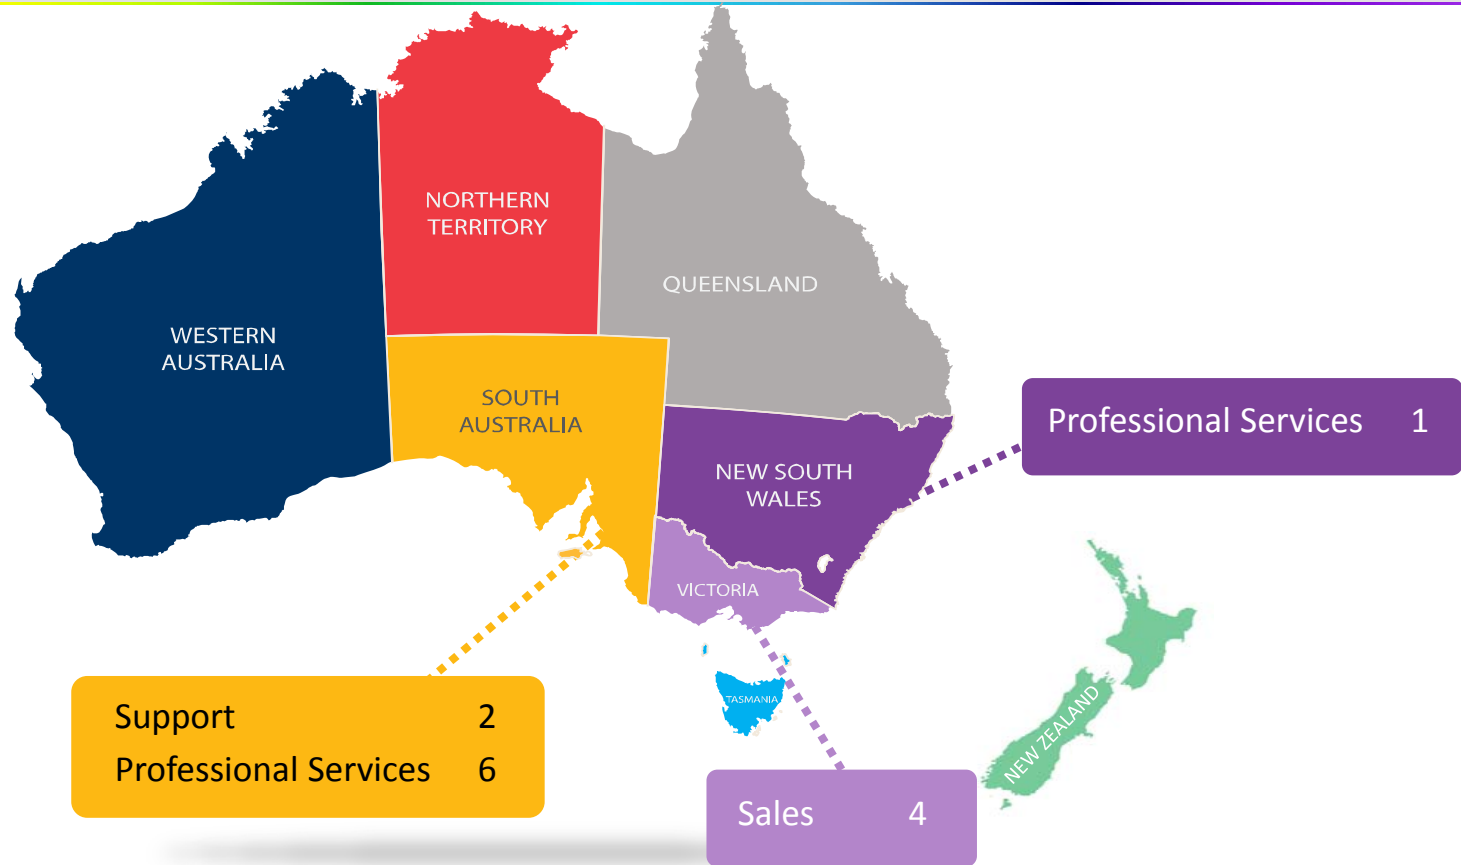 NORTHERN
TERRITORY
QUEENSLAND
WESTERN
AUSTRALIA
SOUTH
AUSTRALIA
Professional Services 1
NEW SOUTH
WALES
VICTORIA
TASMANIA
NEW ZEALAND
Support 2
Professional Services 6
Sales 4